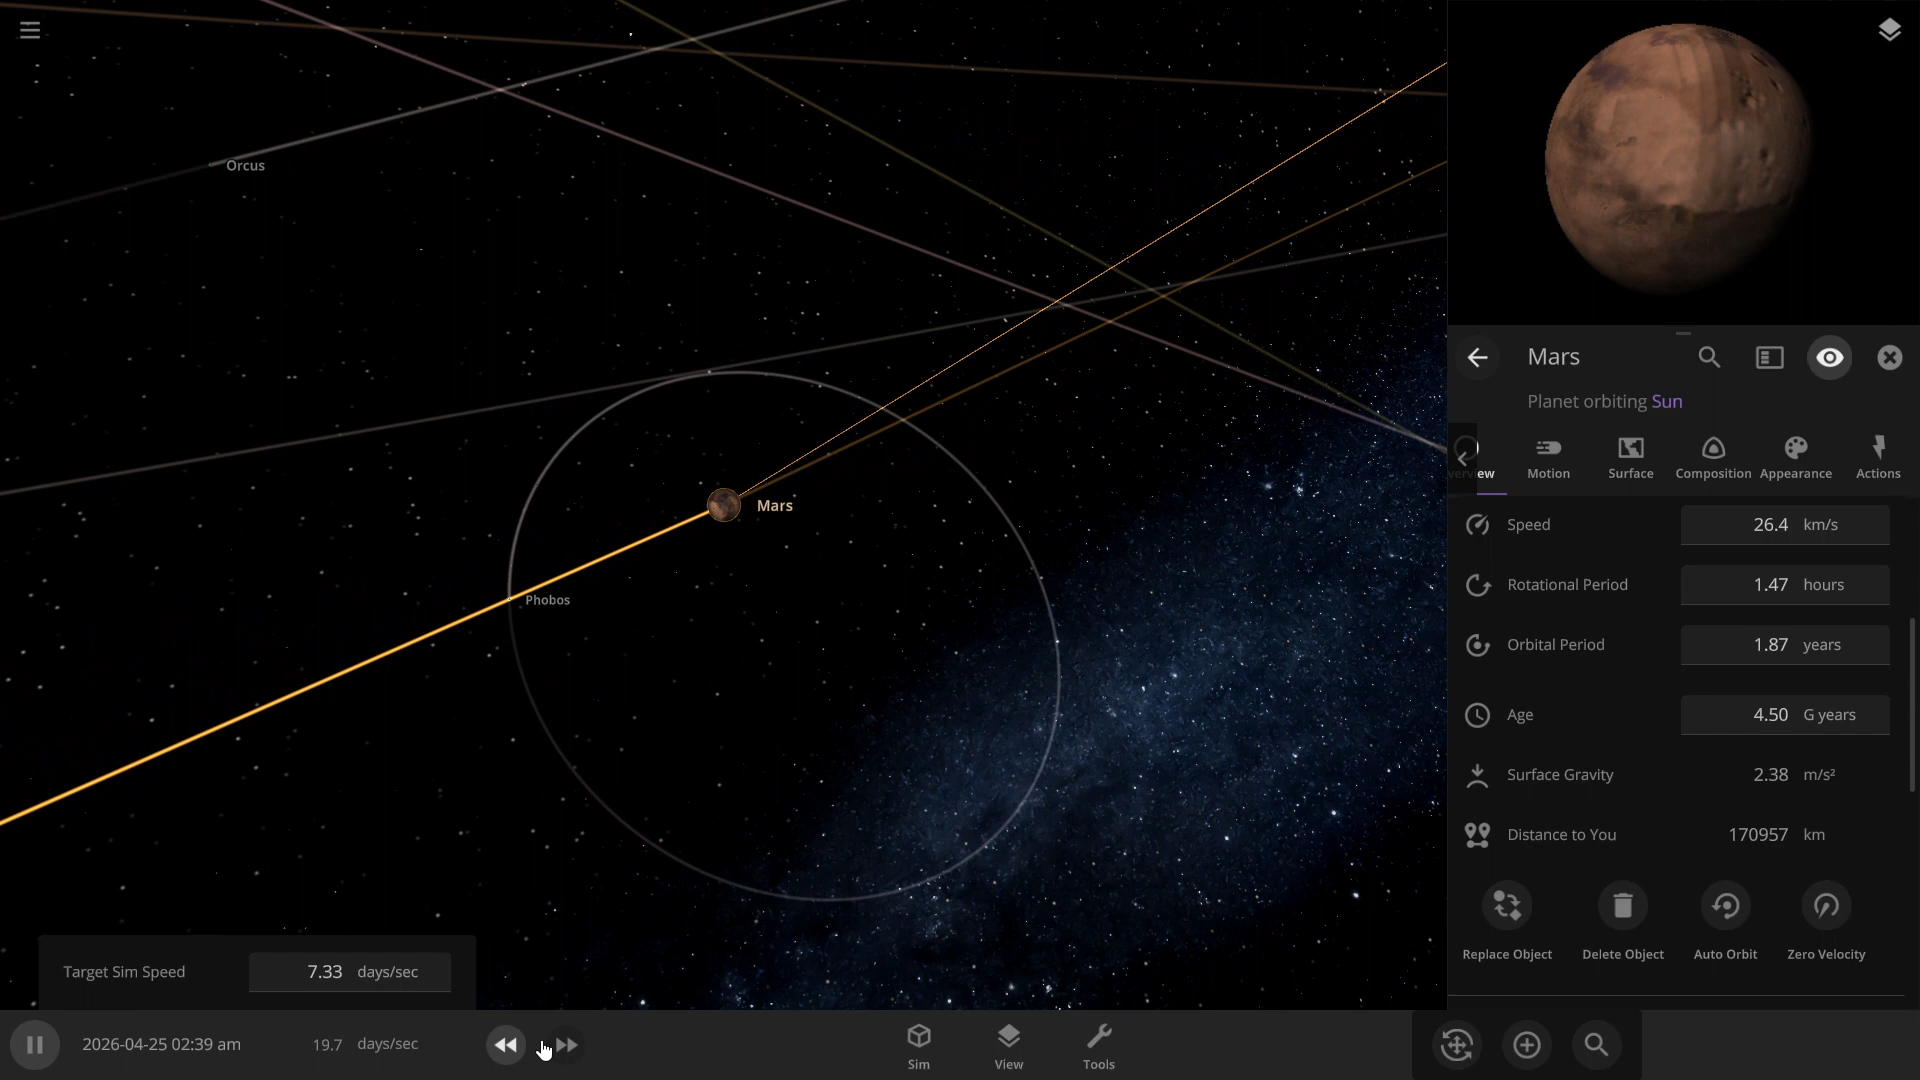 Orcus
Mars
Phobos
Mars
Planet orbiting Sun
Motion
Surface
Composition
Appearance
Actions
Speed 26.4 km/s
Rotational Period 1.47 hours
Orbital Period 1.87 years
Age 4.50 G years
Surface Gravity 2.38 m/s²
Distance to You 170957 km
Replace Object
Delete Object
Auto Orbit
Zero Velocity
Target Sim Speed 7.33 days/sec
2026-04-25 02:39 am 19.7 days/sec
Sim
View
Tools